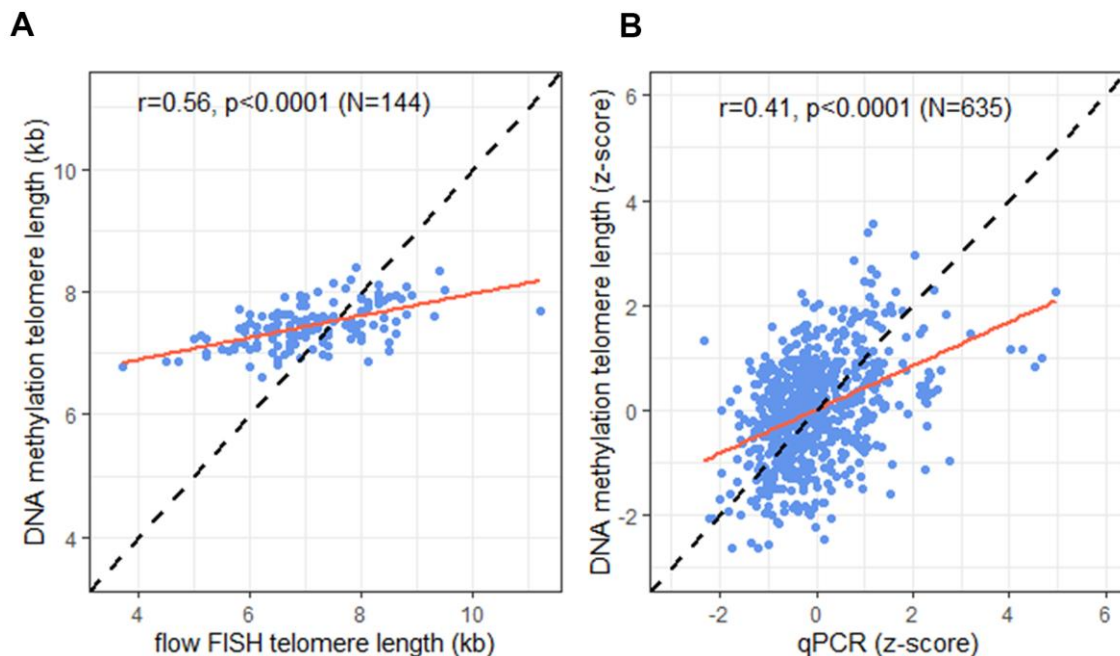 A
r=0.56, p<0.0001 (N=144)
DNA methylation telomere length (kb)
10
8
6
4
4 6 8 10
flow FISH telomere length (kb)
B
r=0.41, p<0.0001 (N=635)
DNA methylation telomere length (z-score)
6
4
2
0
-2
-2 0 2 4 6
qPCR (z-score)